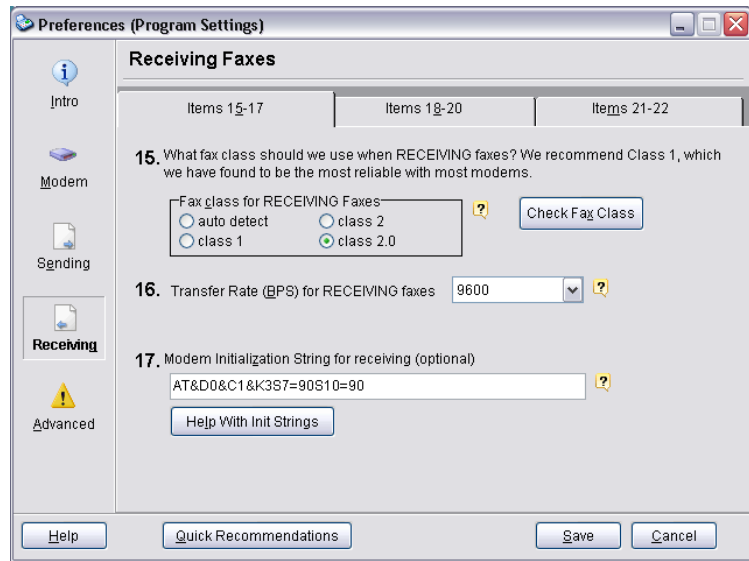 Preferences (Program Settings)
Receiving Faxes
Intro
Modem
Sending
Receiving
Advanced
Items 15-17
Items 18-20
Items 21-22
15. What fax class should we use when RECEIVING faxes? We recommend Class 1, which
we have found to be the most reliable with most modems.
Fax class for RECEIVING Faxes
auto detect
class 2
class 1
class 2.0
?
Check Fax Class
16. Transfer Rate (BPS) for RECEIVING faxes
9600
?
17. Modem Initialization String for receiving (optional)
AT&D0&C1&K3S7=90S10=90
?
Help With Init Strings
Help
Quick Recommendations
Save
Cancel